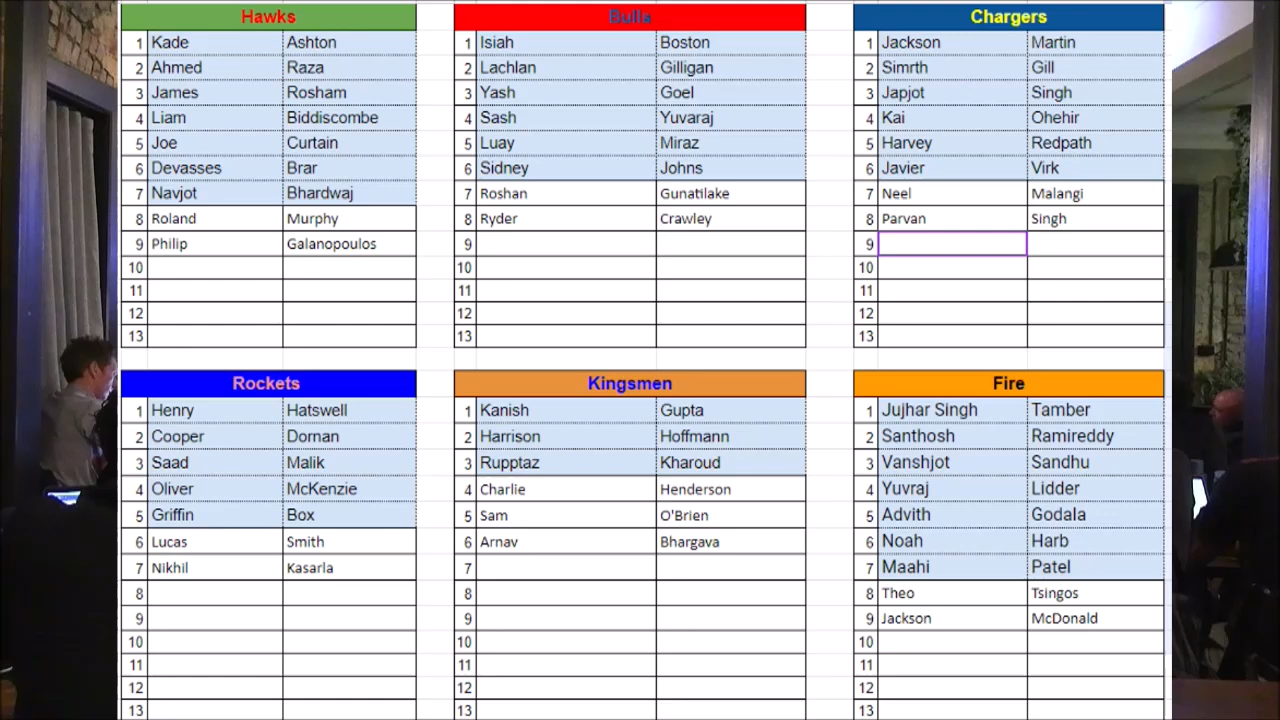 Hawks
1 Kade Ashton
2 Ahmed Raza
3 James Rosham
4 Liam Biddiscombe
5 Joe Curtain
6 Devasses Brar
7 Navjot Bhardwaj
8 Roland Murphy
9 Philip Galanopoulos
10
11
12
13
Bulls
1 Isiah Boston
2 Lachlan Gilligan
3 Yash Goel
4 Sash Yuvaraj
5 Luay Miraz
6 Sidney Johns
7 Roshan Gunatilake
8 Ryder Crawley
9
10
11
12
13
Chargers
1 Jackson Martin
2 Simrth Gill
3 Japjot Singh
4 Kai Ohehir
5 Harvey Redpath
6 Javier Virk
7 Neel Malangi
8 Parvan Singh
9
10
11
12
13
Rockets
1 Henry Hatswell
2 Cooper Dornan
3 Saad Malik
4 Oliver McKenzie
5 Griffin Box
6 Lucas Smith
7 Nikhil Kasarla
8
9
10
11
12
13
Kingsmen
1 Kanish Gupta
2 Harrison Hoffmann
3 Rupptaz Kharoud
4 Charlie Henderson
5 Sam O'Brien
6 Arnav Bhargava
7
8
9
10
11
12
13
Fire
1 Jujhar Singh Tamber
2 Santhosh Ramireddy
3 Vanshjot Sandhu
4 Yuvraj Lidder
5 Advith Godala
6 Noah Harb
7 Maahi Patel
8 Theo Tsingos
9 Jackson McDonald
10
11
12
13